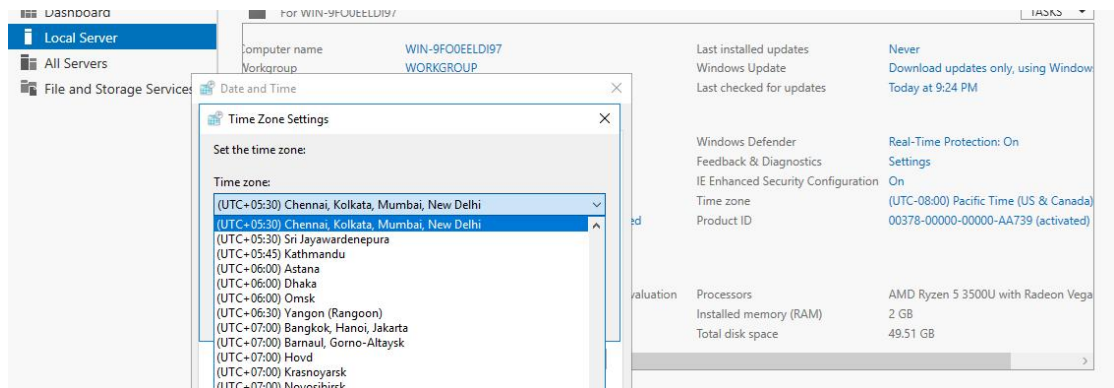 Dashboard
For WIN-9FO0EELDI97
TASKS
Local Server
All Servers
File and Storage Services
Computer name WIN-9FO0EELDI97
Workgroup WORKGROUP
Last installed updates Never
Windows Update Download updates only, using Window
Last checked for updates Today at 9:24 PM
Date and Time
Time Zone Settings
Set the time zone:
Time zone:
(UTC+05:30) Chennai, Kolkata, Mumbai, New Delhi
(UTC+05:30) Chennai, Kolkata, Mumbai, New Delhi
(UTC+05:30) Sri Jayawardenepura
(UTC+05:45) Kathmandu
(UTC+06:00) Astana
(UTC+06:00) Dhaka
(UTC+06:00) Omsk
(UTC+06:30) Yangon (Rangoon)
(UTC+07:00) Bangkok, Hanoi, Jakarta
(UTC+07:00) Barnaul, Gorno-Altaysk
(UTC+07:00) Hovd
(UTC+07:00) Krasnoyarsk
(UTC+07:00) Novosibirsk
Windows Defender Real-Time Protection: On
Feedback & Diagnostics Settings
IE Enhanced Security Configuration On
Time zone (UTC-08:00) Pacific Time (US & Canada)
ed
Product ID 00378-00000-00000-AA739 (activated)
valuation
Processors AMD Ryzen 5 3500U with Radeon Vega
Installed memory (RAM) 2 GB
Total disk space 49.51 GB